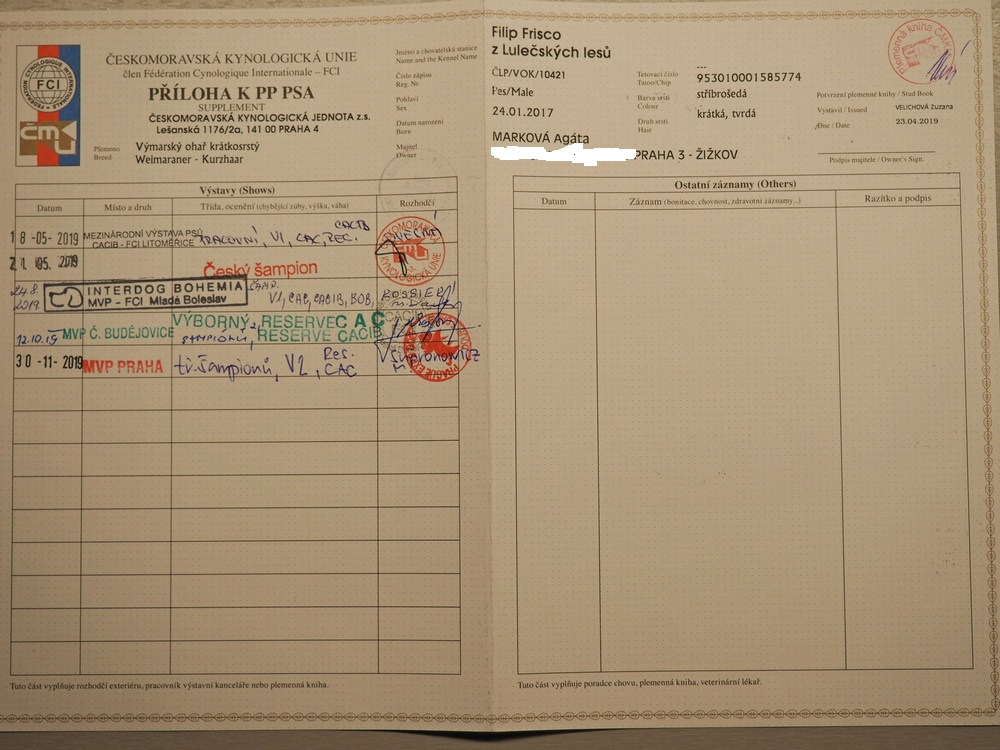 FCI
ČMKU
ČESKOMORAVSKÁ KYNOLOGICKÁ UNIE
člen Fédération Cynologique Internationale – FCI
PŘÍLOHA K PP PSA
SUPPLEMENT
ČESKOMORAVSKÁ KYNOLOGICKÁ JEDNOTA z.s.
Lešanská 1176/2a, 141 00 PRAHA 4
Plemeno
Breed
Výmarský ohař krátkosrstý
Weimaraner - Kurzhaar
Jméno a chovatelská stanice
Name and the Kennel Name
Číslo zápisu
Reg. Nr.
Pohlaví
Sex
Datum narození
Born
Majitel
Owner
Výstavy (Shows)
Datum Místo a druh Třída, ocenění (chybějící zuby, výška, váha) Rozhodčí
18 -05- 2019 MEZINÁRODNÍ VÝSTAVA PSŮ
CACIB - FCI LITOMĚŘICE
PRACOVNÍ, V1, CAC, REC. CACIB
05. 2019 Český šampion
24.8.
2019
INTERDOG BOHEMIA
MVP - FCI Mladá Boleslav
V1, CAC, CACIB, BOB,
12.10.19 MVP Č. BUDĚJOVICE VÝBORNÝ 2, RESERVE CAC
ŠAMPIONŮ, RESERVE CACIB
30 -11- 2019 MVP PRAHA tř. šampionů, V2, Res.
CAC
Tuto část vyplňuje rozhodčí exteriéru, pracovník výstavní kanceláře nebo plemenná kniha.
Filip Frisco
z Lulečských lesů
ČLP/VOK/10421
Pes/Male
24.01.2017
MARKOVÁ Agáta
PRAHA 3 - ŽIŽKOV
Tetovací číslo
Tatoo/Chip
---
953010001585774
Barva srsti
Colour
stříbrošedá
Druh srsti
Haie
krátká, tvrdá
Plemenná kniha
Potvrzení plemenné knihy / Stud Book
Vystavil / Issued VELICHOVÁ Zuzana
Dne / Date 23.04.2019
Podpis majitele / Owner's Sign.
Ostatní záznamy (Others)
Datum Záznam (bonitace, chovnost, zdravotní záznamy..) Razítko a podpis
Tuto část vyplňuje poradce chovu, plemenná kniha, veterinární lékař.